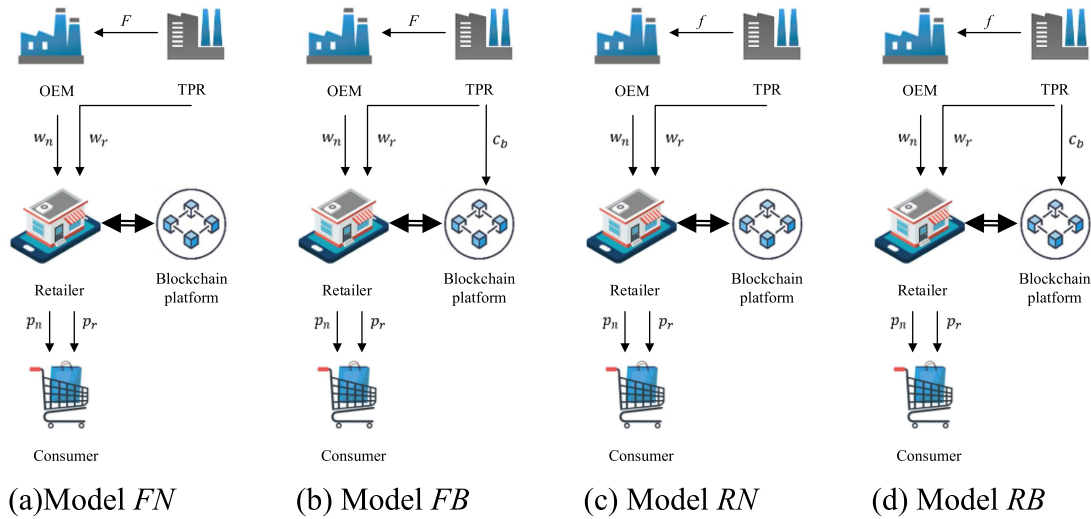 F
OEM
TPR
w_n
w_r
Retailer
Blockchain
platform
p_n
p_r
Consumer
(a)Model FN
F
OEM
TPR
w_n
w_r
c_b
Retailer
Blockchain
platform
p_n
p_r
Consumer
(b) Model FB
f
OEM
TPR
w_n
w_r
Retailer
Blockchain
platform
p_n
p_r
Consumer
(c) Model RN
f
OEM
TPR
w_n
w_r
c_b
Retailer
Blockchain
platform
p_n
p_r
Consumer
(d) Model RB